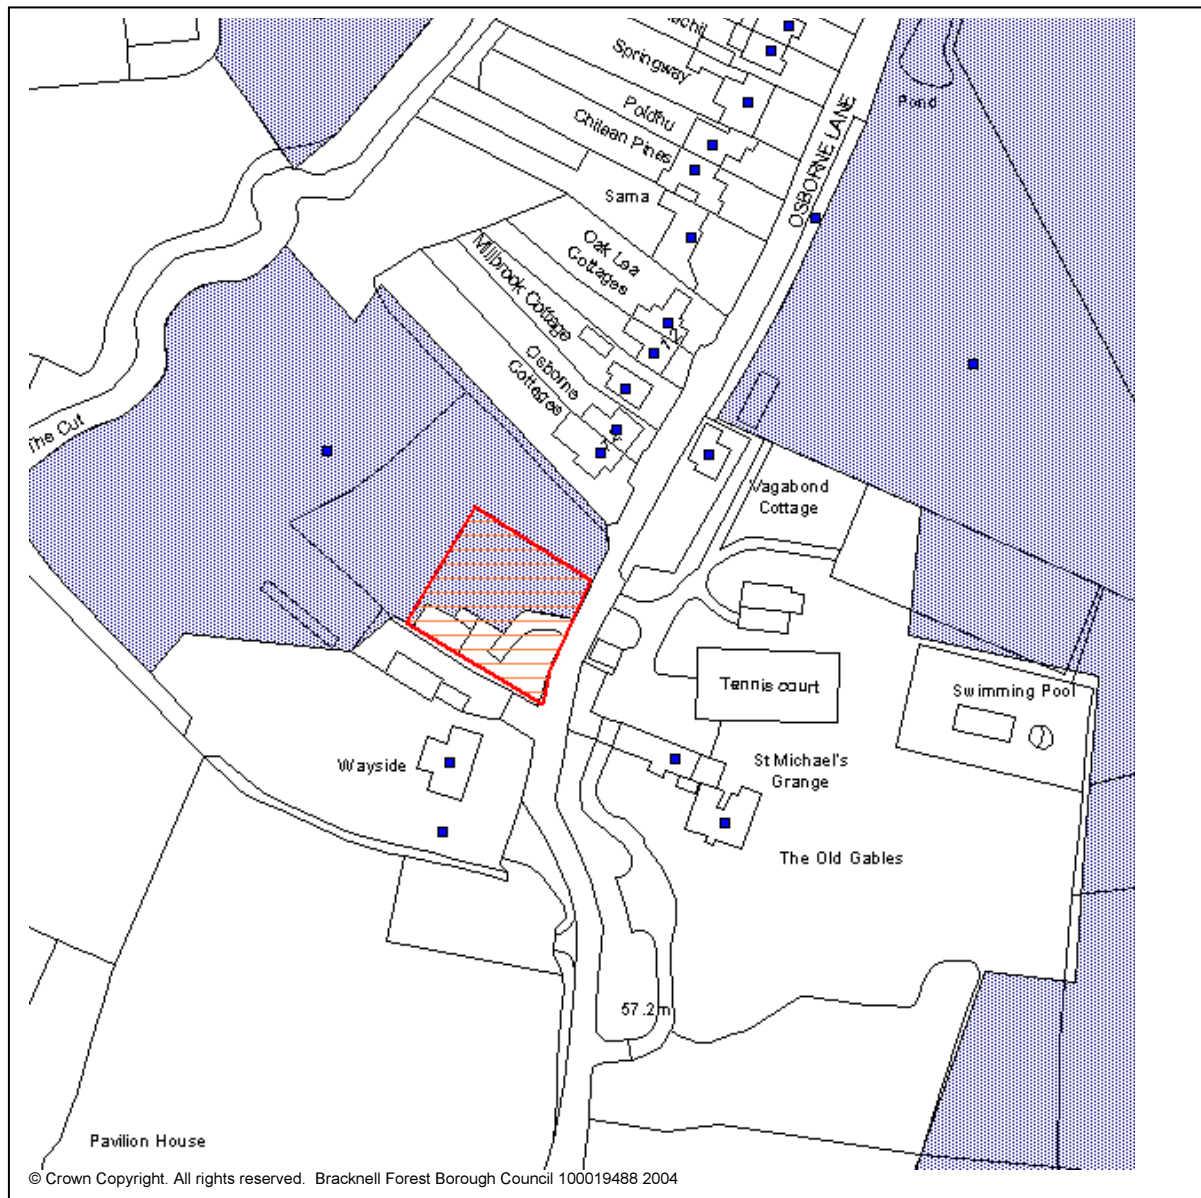 achil
Springway
Poldhu
Chilean Pines
Sama
OSBORNE LANE
Pond
Oak Lea
Cottages
Millbrook Cottage
Osborne
Cottages
The Cut
Vagabond
Cottage
Tennis court
Swimming Pool
Wayside
St Michael's
Grange
The Old Gables
57.2m
Pavilion House
© Crown Copyright. All rights reserved. Bracknell Forest Borough Council 100019488 2004